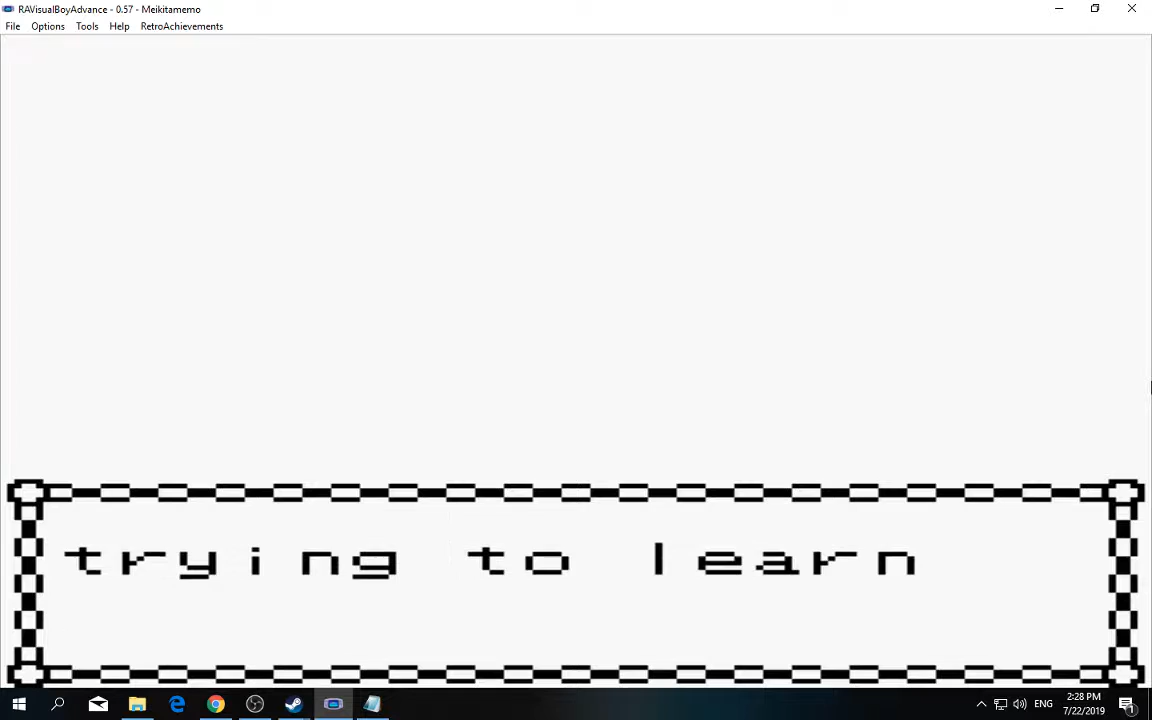 RAVisualBoyAdvance - 0.57 - Meikitamemo
File Options Tools Help RetroAchievements
trying to learn
ENG
2:28 PM
7/22/2019
1